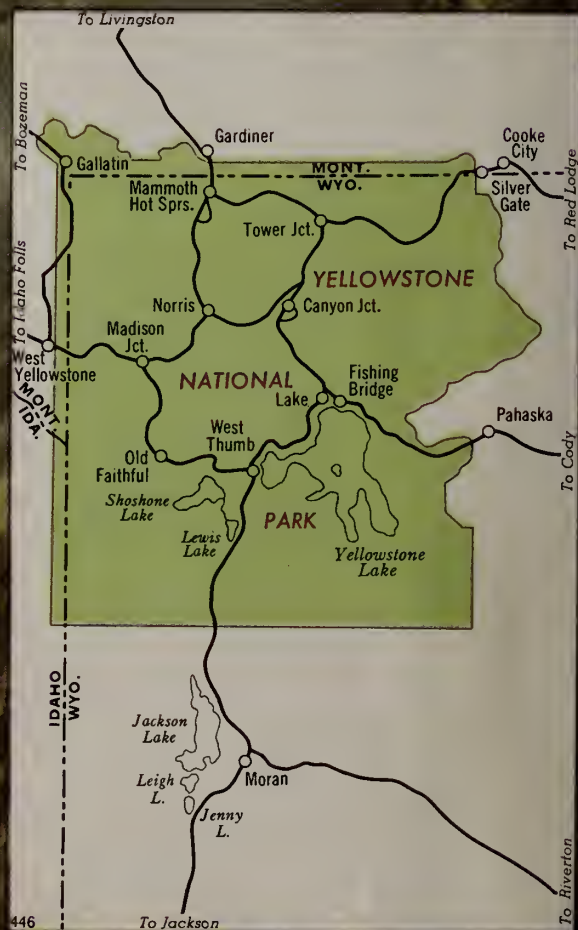 To Livingston
To Bozeman
Gardiner
Gallatin
Cooke
City
MONT.
WYO.
Mammoth
Hot Sprs.
Silver
Gate
To Red Lodge
Tower Jct.
To Idaho Falls
YELLOWSTONE
Norris
Canyon Jct.
Madison
Jct.
West
Yellowstone
NATIONAL
MONT.
IDA.
Lake
Fishing
Bridge
West
Thumb
Pahaska
To Cody
Old
Faithful
Shoshone
Lake
Lewis
Lake
PARK
Yellowstone
Lake
IDAHO
WYO.
Jackson
Lake
Leigh
L.
Moran
Jenny
L.
To Riverton
446
To Jackson